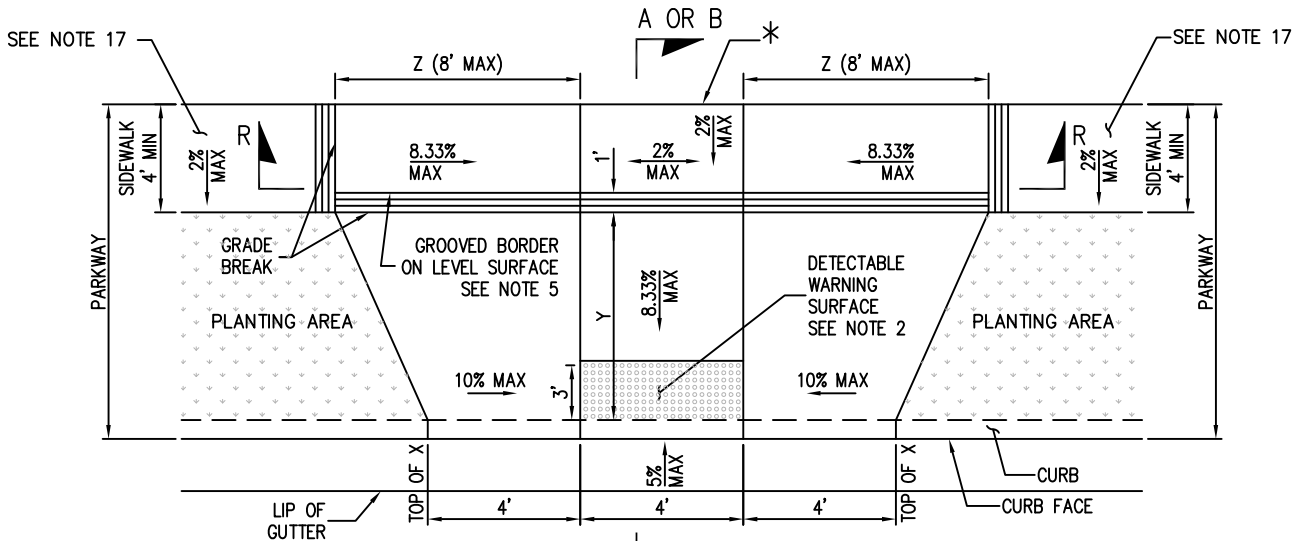 A OR B
*
SEE NOTE 17
SEE NOTE 17
Z (8' MAX)
Z (8' MAX)
PARKWAY
SIDEWALK
4' MIN
2%
MAX
R
8.33%
MAX
1'
2%
MAX
2%
MAX
8.33%
MAX
R
2%
MAX
SIDEWALK
4' MIN
PARKWAY
GRADE
BREAK
GROOVED BORDER
ON LEVEL SURFACE
SEE NOTE 5
Y
8.33%
MAX
DETECTABLE
WARNING
SURFACE
SEE NOTE 2
PLANTING AREA
PLANTING AREA
10% MAX
3'
10% MAX
TOP OF X
5%
MAX
TOP OF X
CURB
CURB FACE
LIP OF
GUTTER
4'
4'
4'